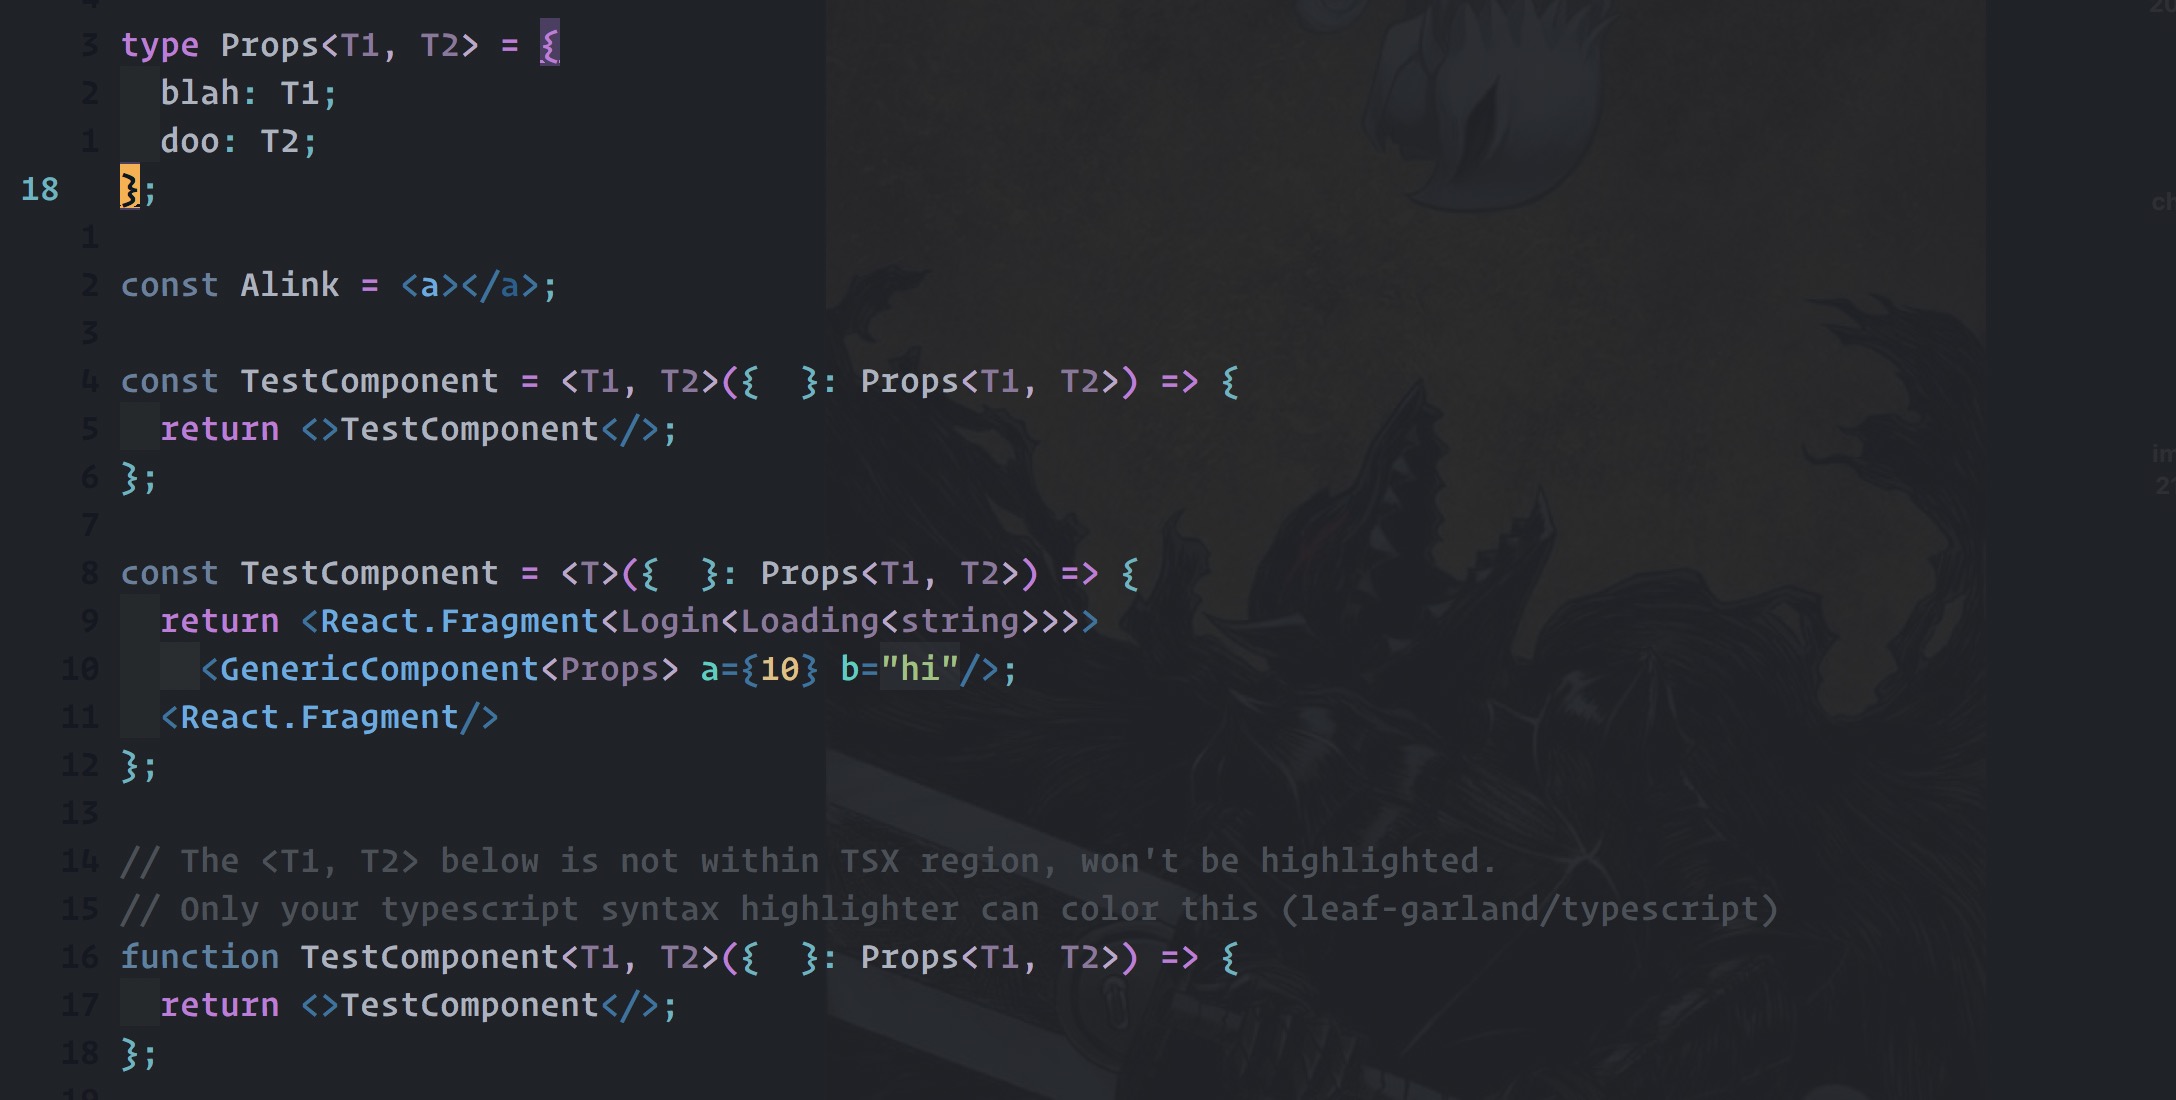 3 type Props<T1, T2> = {
2   blah: T1;
1   doo: T2;
18 };
1
2 const Alink = <a></a>;
3
4 const TestComponent = <T1, T2>({  }: Props<T1, T2>) => {
5   return <>TestComponent</>;
6 };
7
8 const TestComponent = <T>({  }: Props<T1, T2>) => {
9   return <React.Fragment<Login<Loading<string>>>>
10     <GenericComponent<Props> a={10} b="hi"/>;
11   <React.Fragment/>
12 };
13
14 // The <T1, T2> below is not within TSX region, won't be highlighted.
15 // Only your typescript syntax highlighter can color this (leaf-garland/typescript)
16 function TestComponent<T1, T2>({  }: Props<T1, T2>) => {
17   return <>TestComponent</>;
18 };